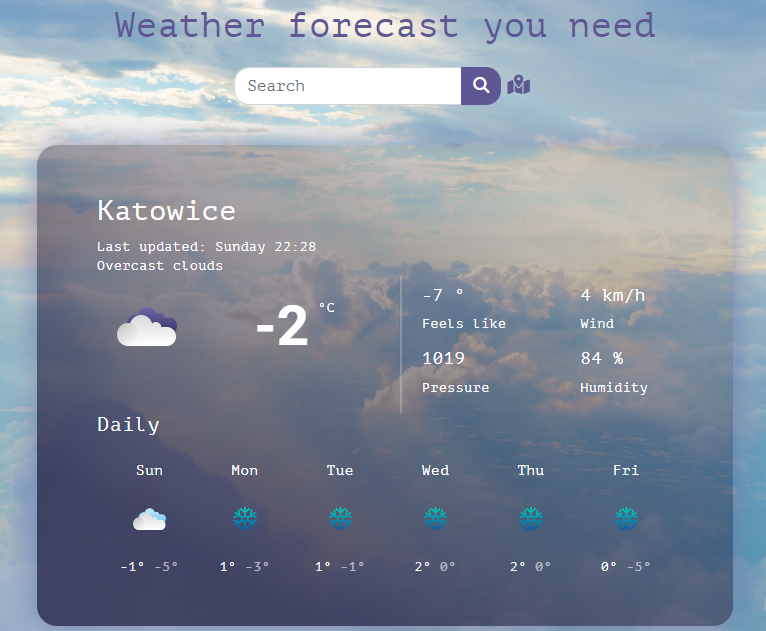 Weather forecast you need
Search
Katowice
Last updated: Sunday 22:28
Overcast clouds
-2 °C
-7 ° 4 km/h
Feels like Wind
1019 84 %
Pressure Humidity
Daily
Sun Mon Tue Wed Thu Fri
-1° -5° 1° -3° 1° -1° 2° 0° 2° 0° 0° -5°